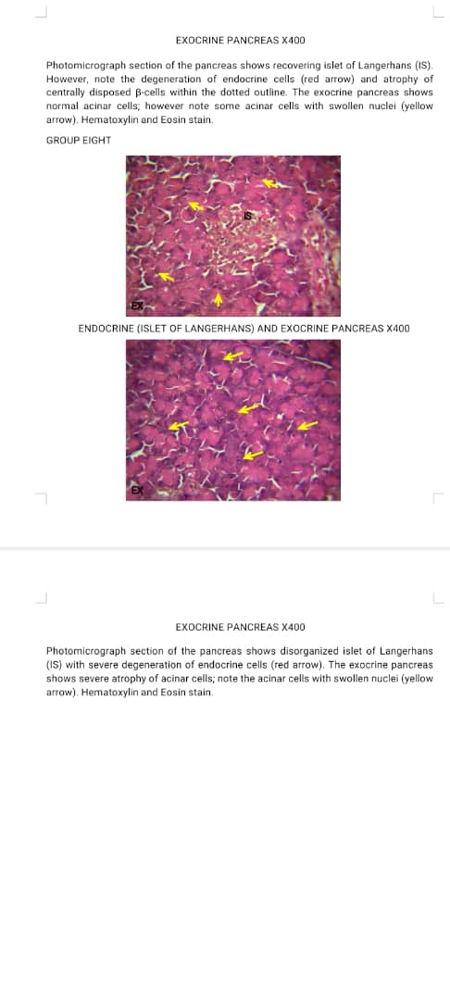 EXOCRINE PANCREAS X400
Photomicrograph section of the pancreas shows recovering islet of Langerhans (IS).
However, note the degeneration of endocrine cells (red arrow) and atrophy of
centrally disposed β-cells within the dotted outline. The exocrine pancreas shows
normal acinar cells; however note some acinar cells with swollen nuclei (yellow
arrow). Hematoxylin and Eosin stain.
GROUP EIGHT
IS
EX
ENDOCRINE (ISLET OF LANGERHANS) AND EXOCRINE PANCREAS X400
EX
EXOCRINE PANCREAS X400
Photomicrograph section of the pancreas shows disorganized islet of Langerhans
(IS) with severe degeneration of endocrine cells (red arrow). The exocrine pancreas
shows severe atrophy of acinar cells; note the acinar cells with swollen nuclei (yellow
arrow). Hematoxylin and Eosin stain.